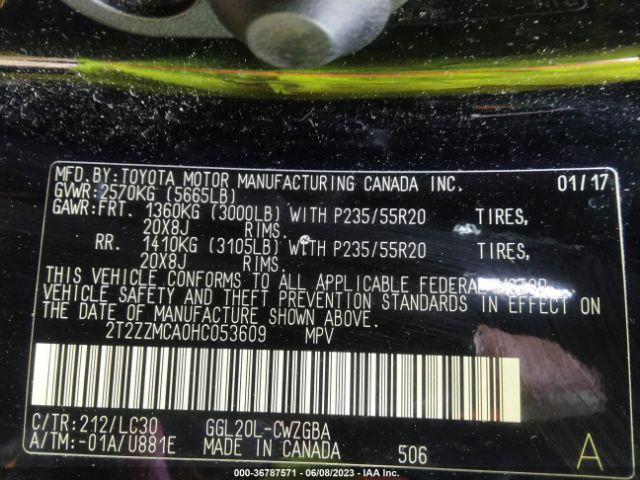 MFD.BY:TOYOTA MOTOR MANUFACTURING CANADA INC. 01/17
GVWR:2570KG (5665LB)
GAWR:FRT. 1360KG (3000LB) WITH P235/55R20 TIRES,
20X8J RIMS.
RR. 1410KG (3105LB) WITH P235/55R20 TIRES,
20X8J RIMS.
THIS VEHICLE CONFORMS TO ALL APPLICABLE FEDERAL MOTOR
VEHICLE SAFETY AND THEFT PREVENTION STANDARDS IN EFFECT ON
THE DATE OF MANUFACTURE SHOWN ABOVE.
2T2ZZMCA0HC053609 MPV
C/TR:212/LC30 GGL20L-CWZGBA
A/TM:-01A/U881E MADE IN CANADA 506 A
© 000-36787571 - 06/08/2023 - IAA Inc.